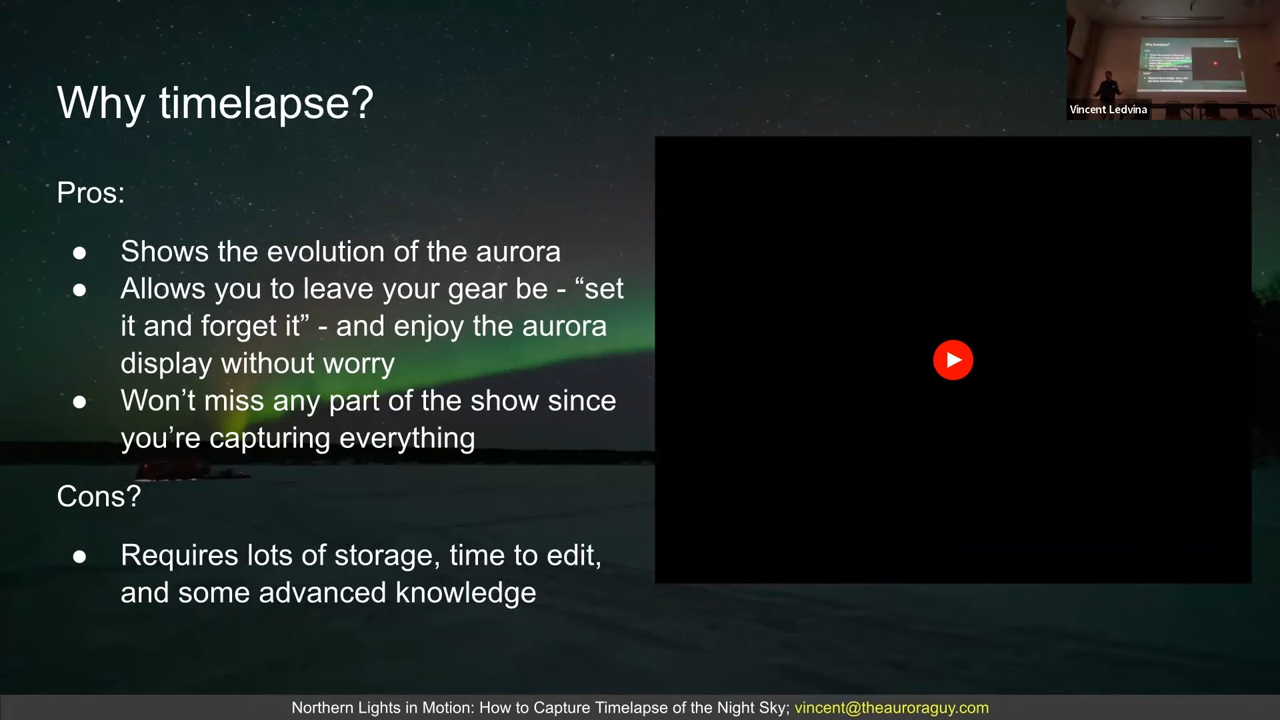 Why timelapse?
Vincent Ledvina
Pros:
● Shows the evolution of the aurora
● Allows you to leave your gear be - “set
it and forget it” - and enjoy the aurora
display without worry
● Won’t miss any part of the show since
you’re capturing everything
Cons?
● Requires lots of storage, time to edit,
and some advanced knowledge
Northern Lights in Motion: How to Capture Timelapse of the Night Sky; vincent@theauroraguy.com